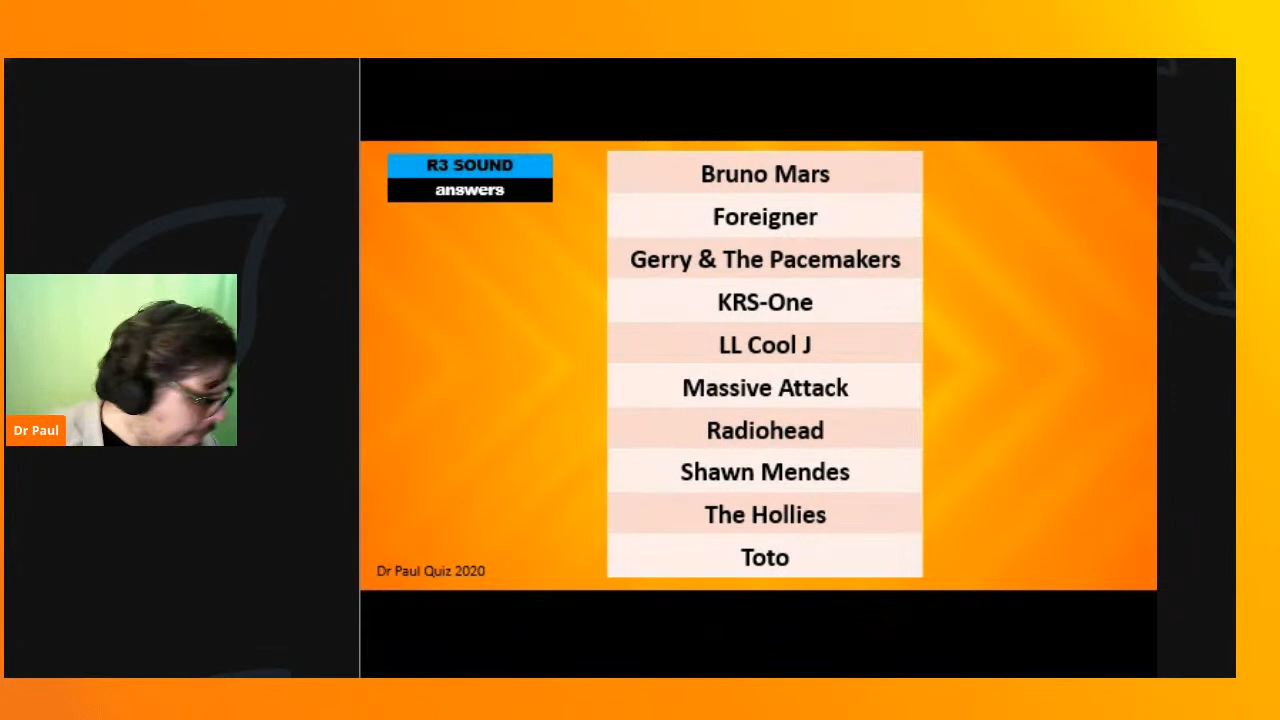 R3 SOUND
answers
Bruno Mars
Foreigner
Gerry & The Pacemakers
KRS-One
LL Cool J
Massive Attack
Radiohead
Shawn Mendes
The Hollies
Toto
Dr Paul
Dr Paul Quiz 2020